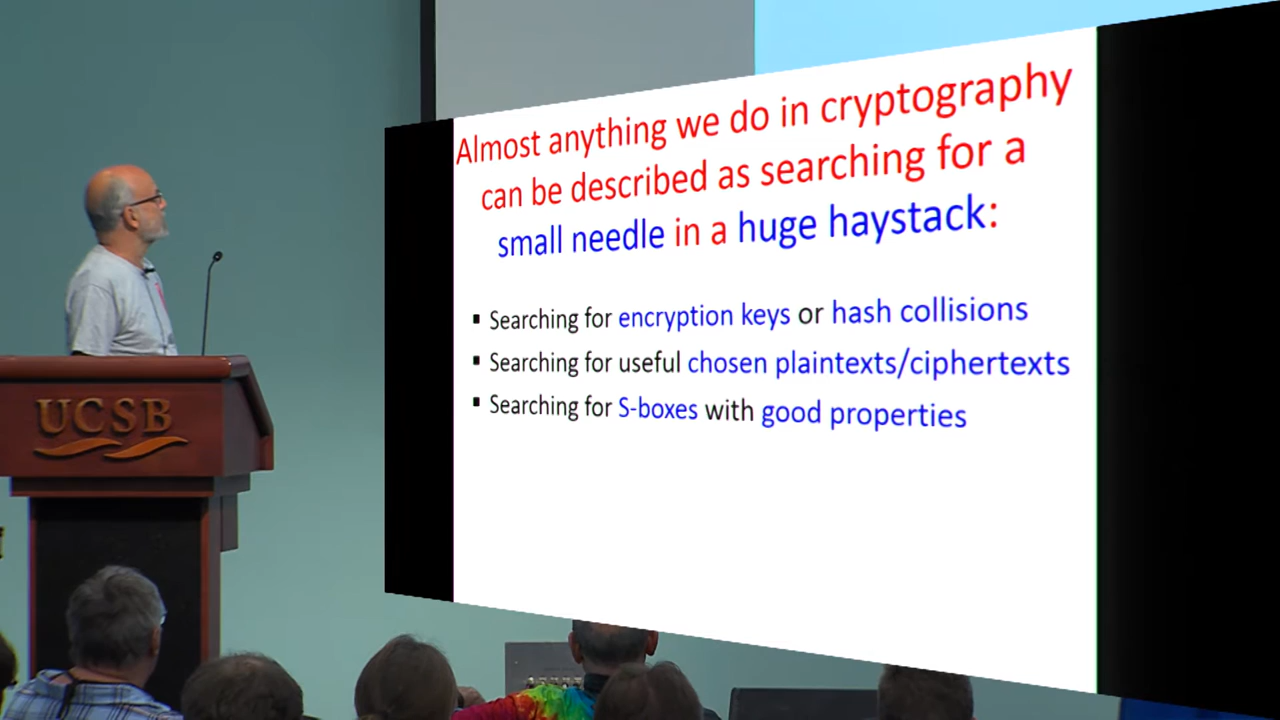 Almost anything we do in cryptography
can be described as searching for a
small needle in a huge haystack:
▪ Searching for encryption keys or hash collisions
▪ Searching for useful chosen plaintexts/ciphertexts
▪ Searching for S-boxes with good properties
UCSB